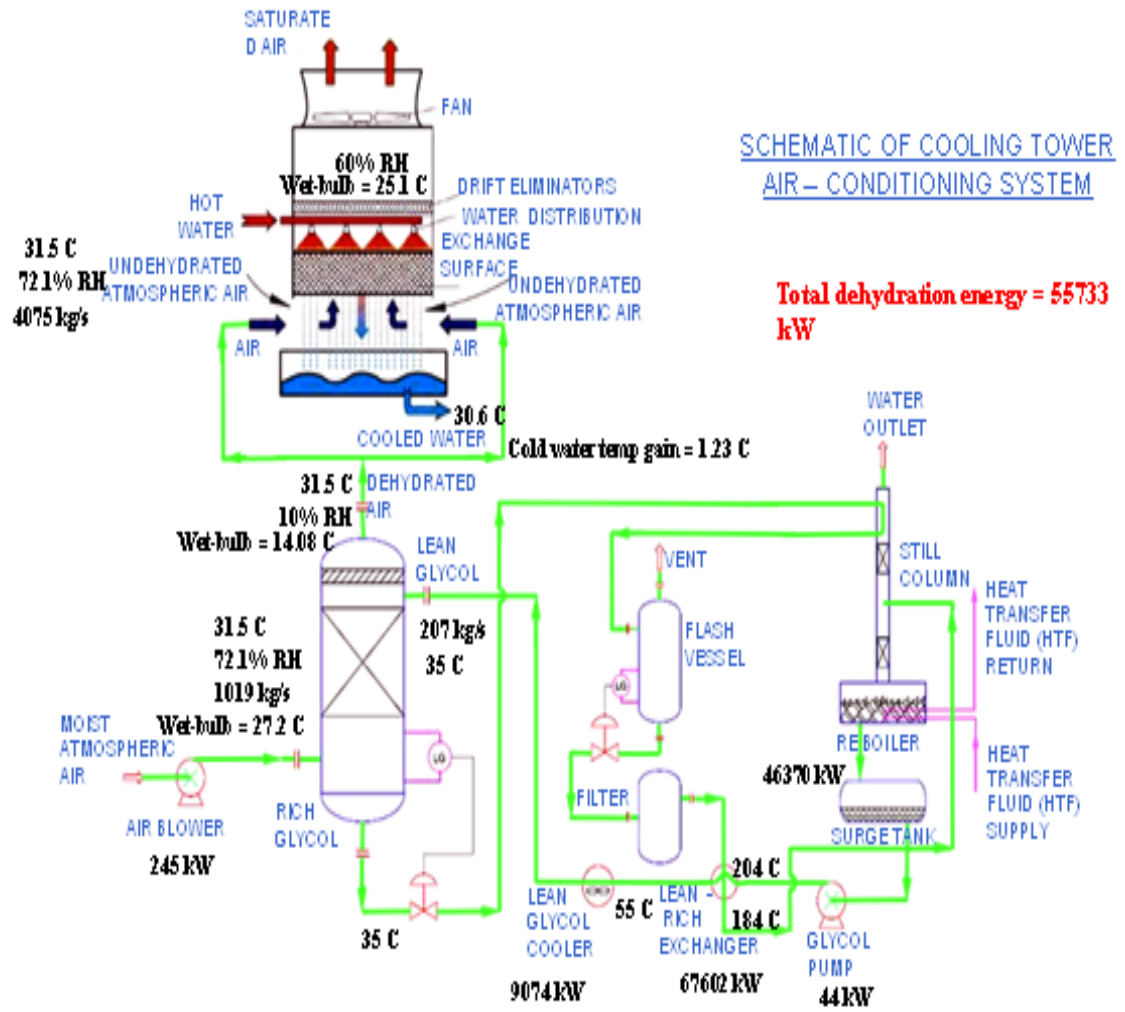 SATURATE
D AIR
FAN
SCHEMATIC OF COOLING TOWER
AIR – CONDITIONING SYSTEM
60% RH
Wet-bulb = 25.1 C
DRIFT ELIMINATORS
HOT
WATER
WATER DISTRIBUTION
EXCHANGE
SURFACE
31.5 C
72.1% RH
4075 kg/s
UNDEHYDRATED
ATMOSPHERIC AIR
UNDEHYDRATED
ATMOSPHERIC AIR
Total dehydration energy = 55733
kW
AIR
AIR
30.6 C
COOLED WATER
Cold water temp gain = 1.23 C
WATER
OUTLET
31.5 C
DEHYDRATED
AIR
10% RH
Wet-bulb = 14.08 C
LEAN
GLYCOL
VENT
STILL
COLUMN
207 kg/s
35 C
FLASH
VESSEL
HEAT
TRANSFER
FLUID (HTF)
RETURN
31.5 C
72.1% RH
1019 kg/s
Wet-bulb = 27.2 C
LG
LG
MOIST
ATMOSPHERIC
AIR
REBOILER
46370 kW
HEAT
TRANSFER
FLUID (HTF)
SUPPLY
FILTER
SURGE TANK
AIR BLOWER
245 kW
RICH
GLYCOL
204 C
55 C
184 C
LEAN
GLYCOL
COOLER
LEAN –
RICH
EXCHANGER
35 C
GLYCOL
PUMP
9074 kW
67602 kW
44 kW